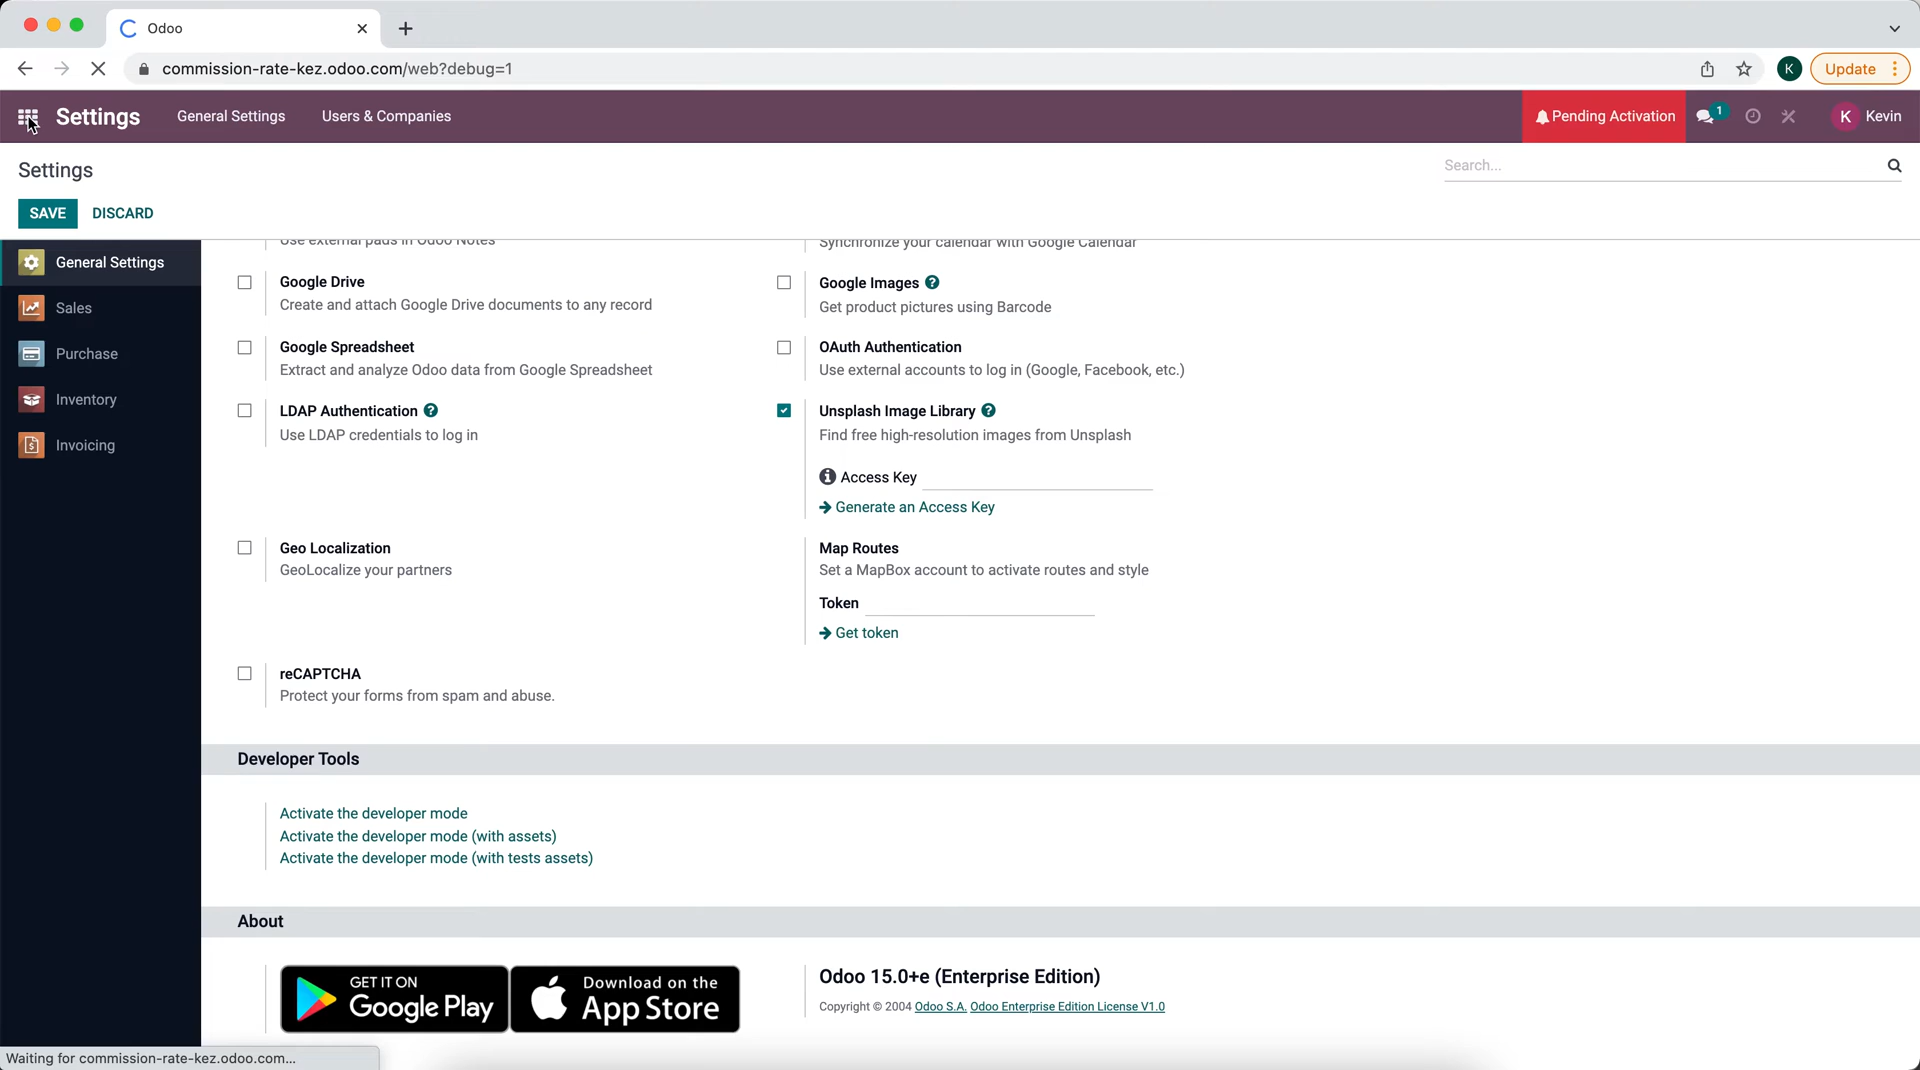 Odoo
commission-rate-kez.odoo.com/web?debug=1
K
Update
Settings
General Settings
Users & Companies
Pending Activation
1
K
Kevin
Settings
Search...
SAVE
DISCARD
General Settings
Sales
Purchase
Inventory
Invoicing
Use external pads in Odoo Notes
Synchronize your calendar with Google Calendar
Google Drive
Create and attach Google Drive documents to any record
Google Images ?
Get product pictures using Barcode
Google Spreadsheet
Extract and analyze Odoo data from Google Spreadsheet
OAuth Authentication
Use external accounts to log in (Google, Facebook, etc.)
LDAP Authentication ?
Use LDAP credentials to log in
Unsplash Image Library ?
Find free high-resolution images from Unsplash
Access Key
Generate an Access Key
Geo Localization
GeoLocalize your partners
Map Routes
Set a MapBox account to activate routes and style
Token
Get token
reCAPTCHA
Protect your forms from spam and abuse.
Developer Tools
Activate the developer mode
Activate the developer mode (with assets)
Activate the developer mode (with tests assets)
About
GET IT ON
Google Play
Download on the
App Store
Odoo 15.0+e (Enterprise Edition)
Copyright © 2004 Odoo S.A. Odoo Enterprise Edition License V1.0
Waiting for commission-rate-kez.odoo.com...